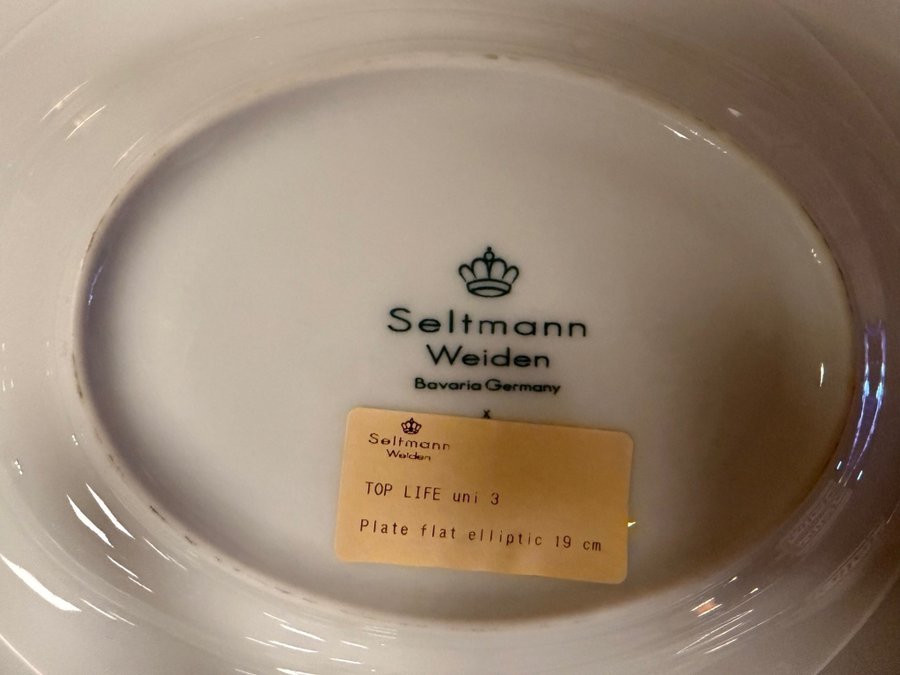 Seltmann
Weiden
Bavaria Germany
x
Seltmann
Weiden
TOP LIFE uni 3
Plate flat elliptic 19 cm